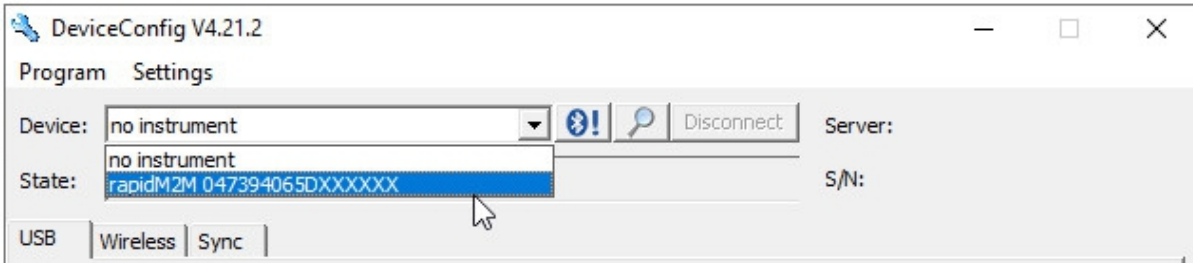 DeviceConfig V4.21.2
Program Settings
Device: no instrument ! Disconnect Server:
no instrument
State: rapidM2M 047394065DXXXXXX S/N:
USB Wireless Sync